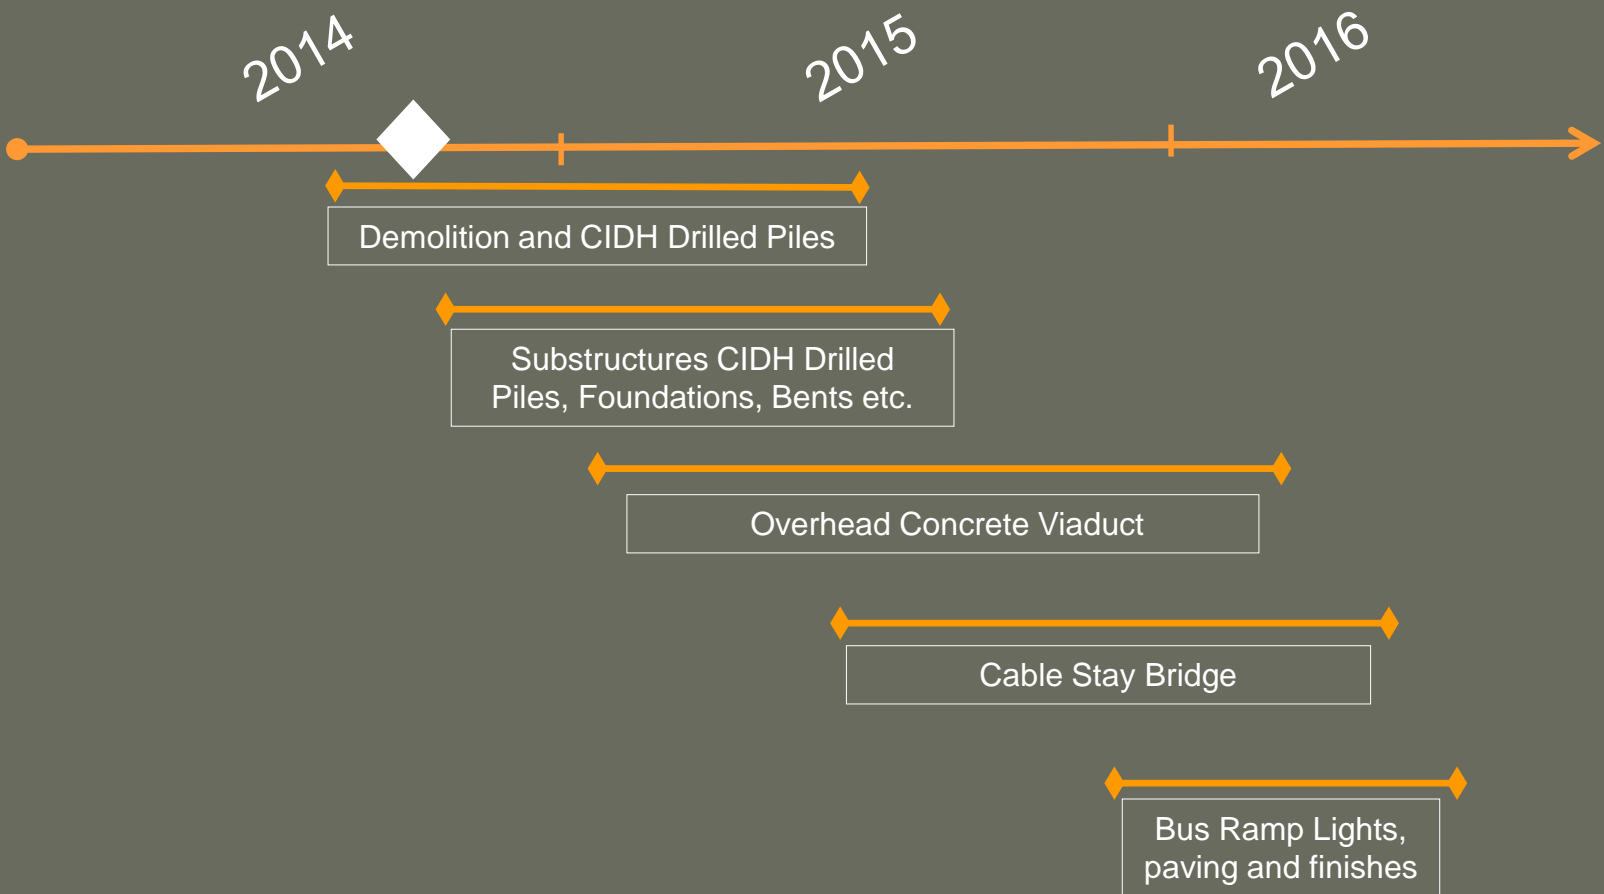 2014
2015
2016
Demolition and CIDH Drilled Piles
Substructures CIDH Drilled
Piles, Foundations, Bents etc.
Overhead Concrete Viaduct
Cable Stay Bridge
Bus Ramp Lights,
paving and finishes